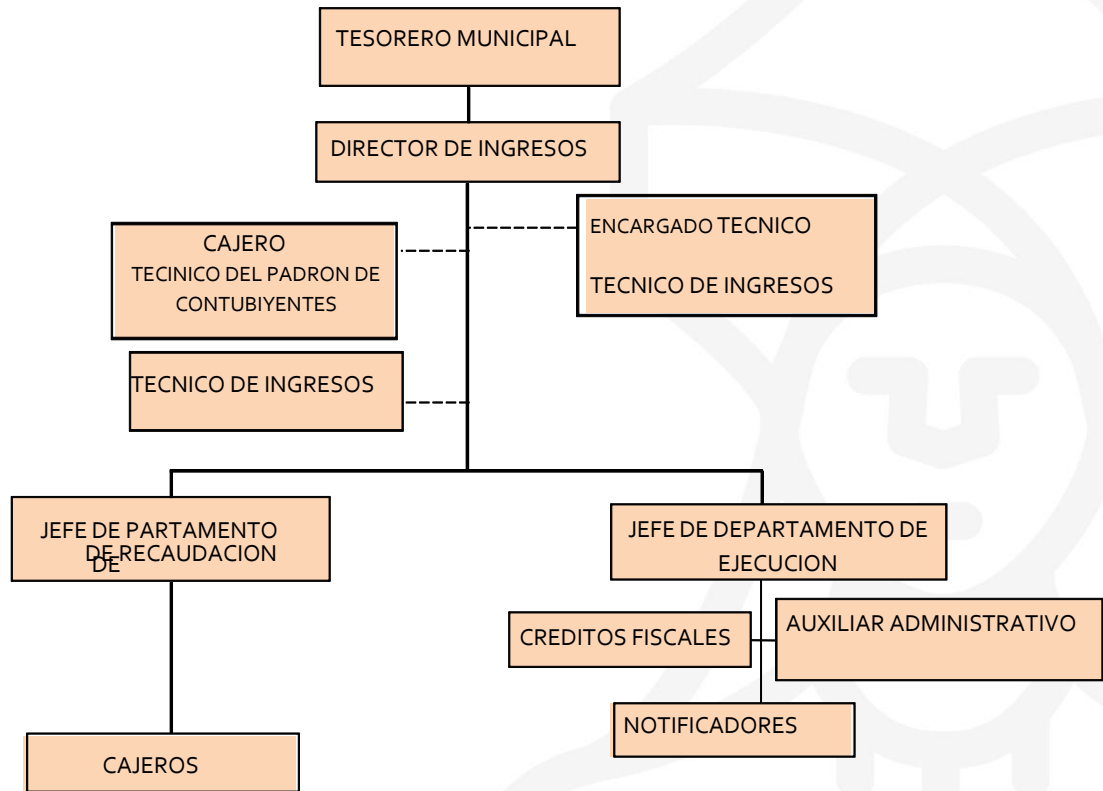 TESORERO MUNICIPAL
DIRECTOR DE INGRESOS
ENCARGADO TECNICO
TECNICO DE INGRESOS
CAJERO
TECINICO DEL PADRON DE
CONTUBIYENTES
TECNICO DE INGRESOS
JEFE DE PARTAMENTO
DE RECAUDACION
DE
JEFE DE DEPARTAMENTO DE
EJECUCION
CREDITOS FISCALES
AUXILIAR ADMINISTRATIVO
NOTIFICADORES
CAJEROS